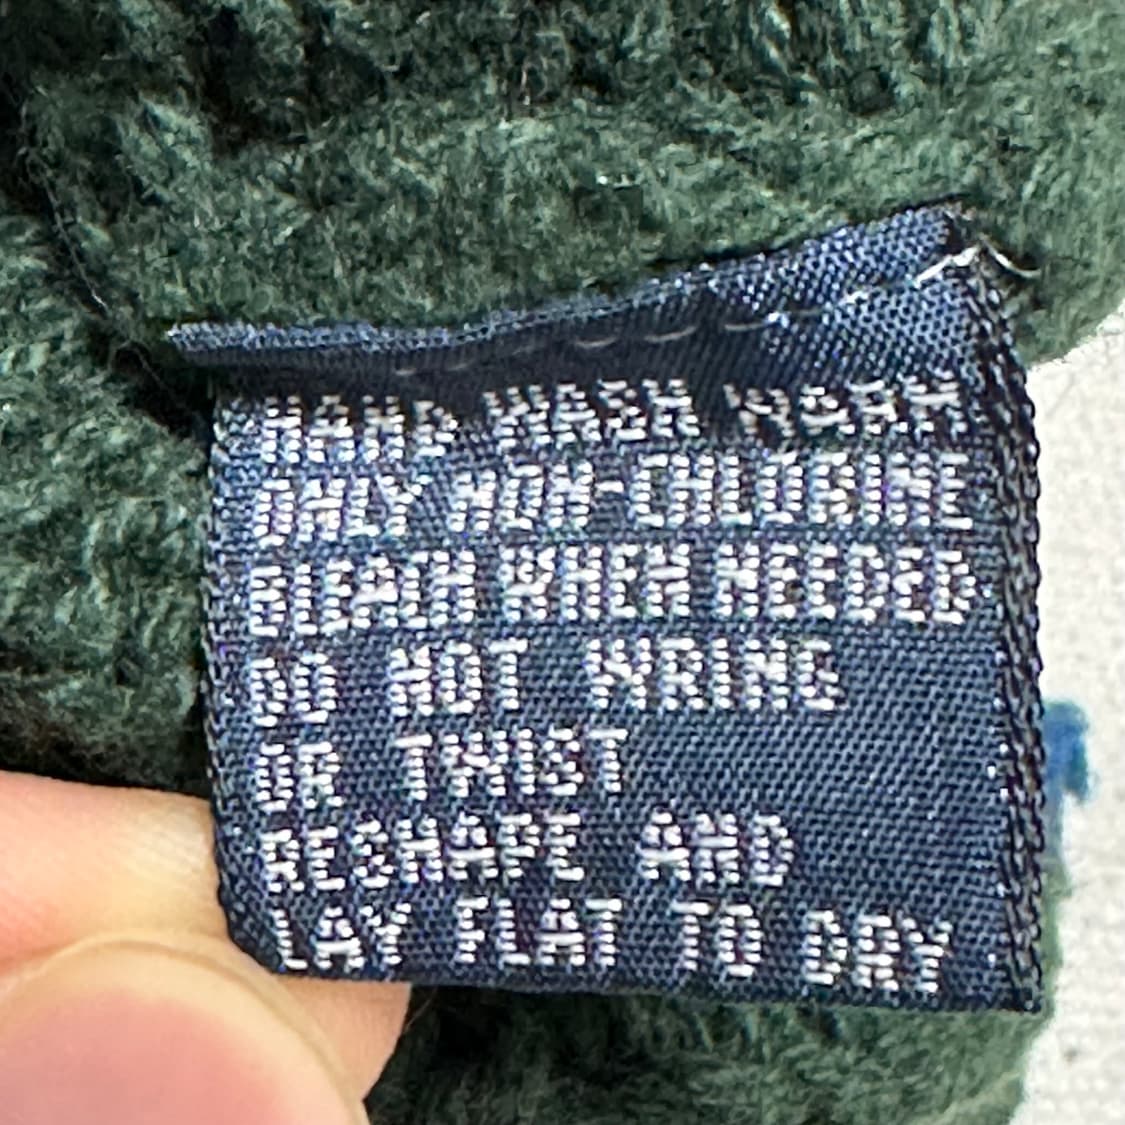 HAND WASH WARM
ONLY NON-CHLORINE
BLEACH WHEN NEEDED
DO NOT WRING
OR TWIST
RESHAPE AND
LAY FLAT TO DRY